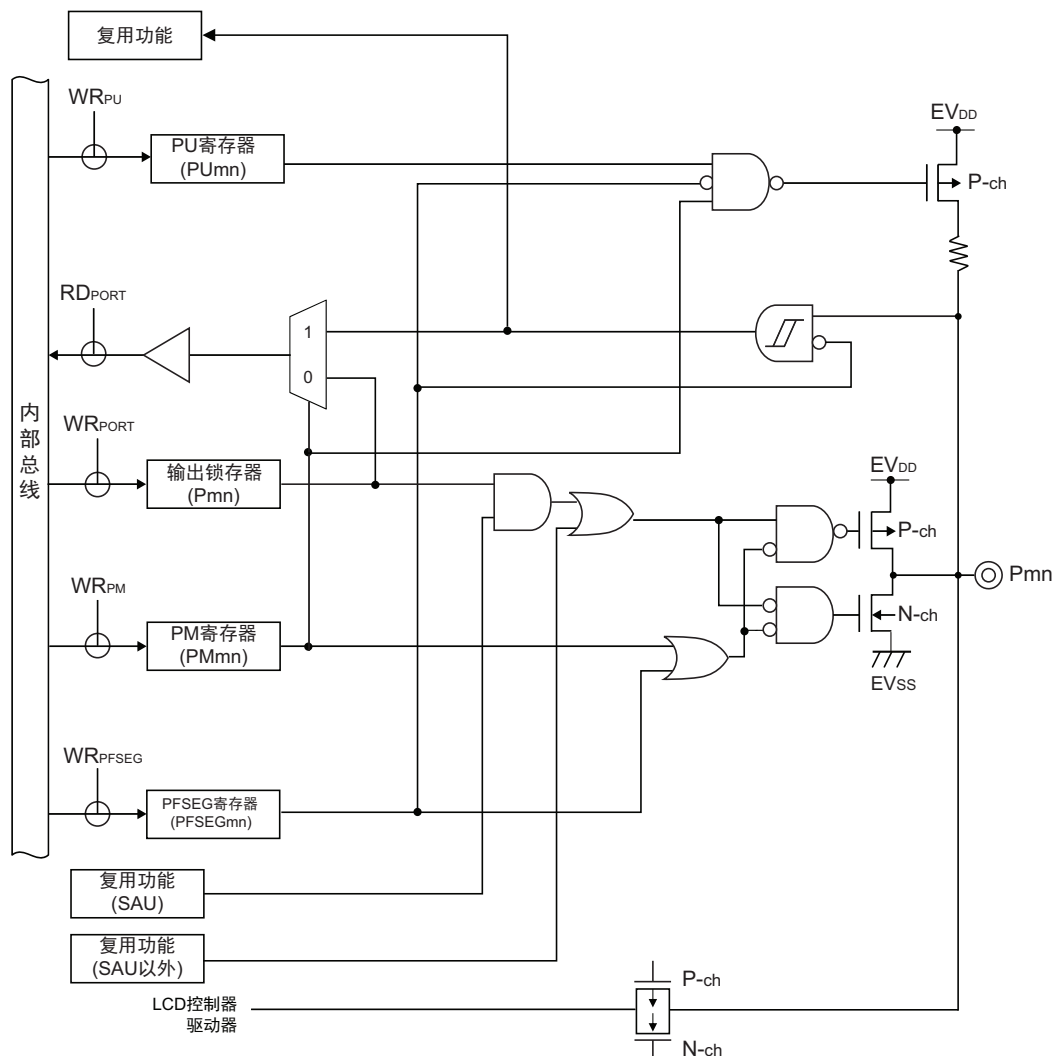 复用功能
WRPU
PU寄存器
(PUmn)
EVDD
P-ch
RDPORT
1
0
内部总线
WRPORT
输出锁存器
(Pmn)
EVDD
P-ch
Pmn
N-ch
EVSS
WRPM
PM寄存器
(PMmn)
WRPFSEG
PFSEG寄存器
(PFSEGmn)
复用功能
(SAU)
复用功能
(SAU以外)
LCD控制器
驱动器
P-ch
N-ch